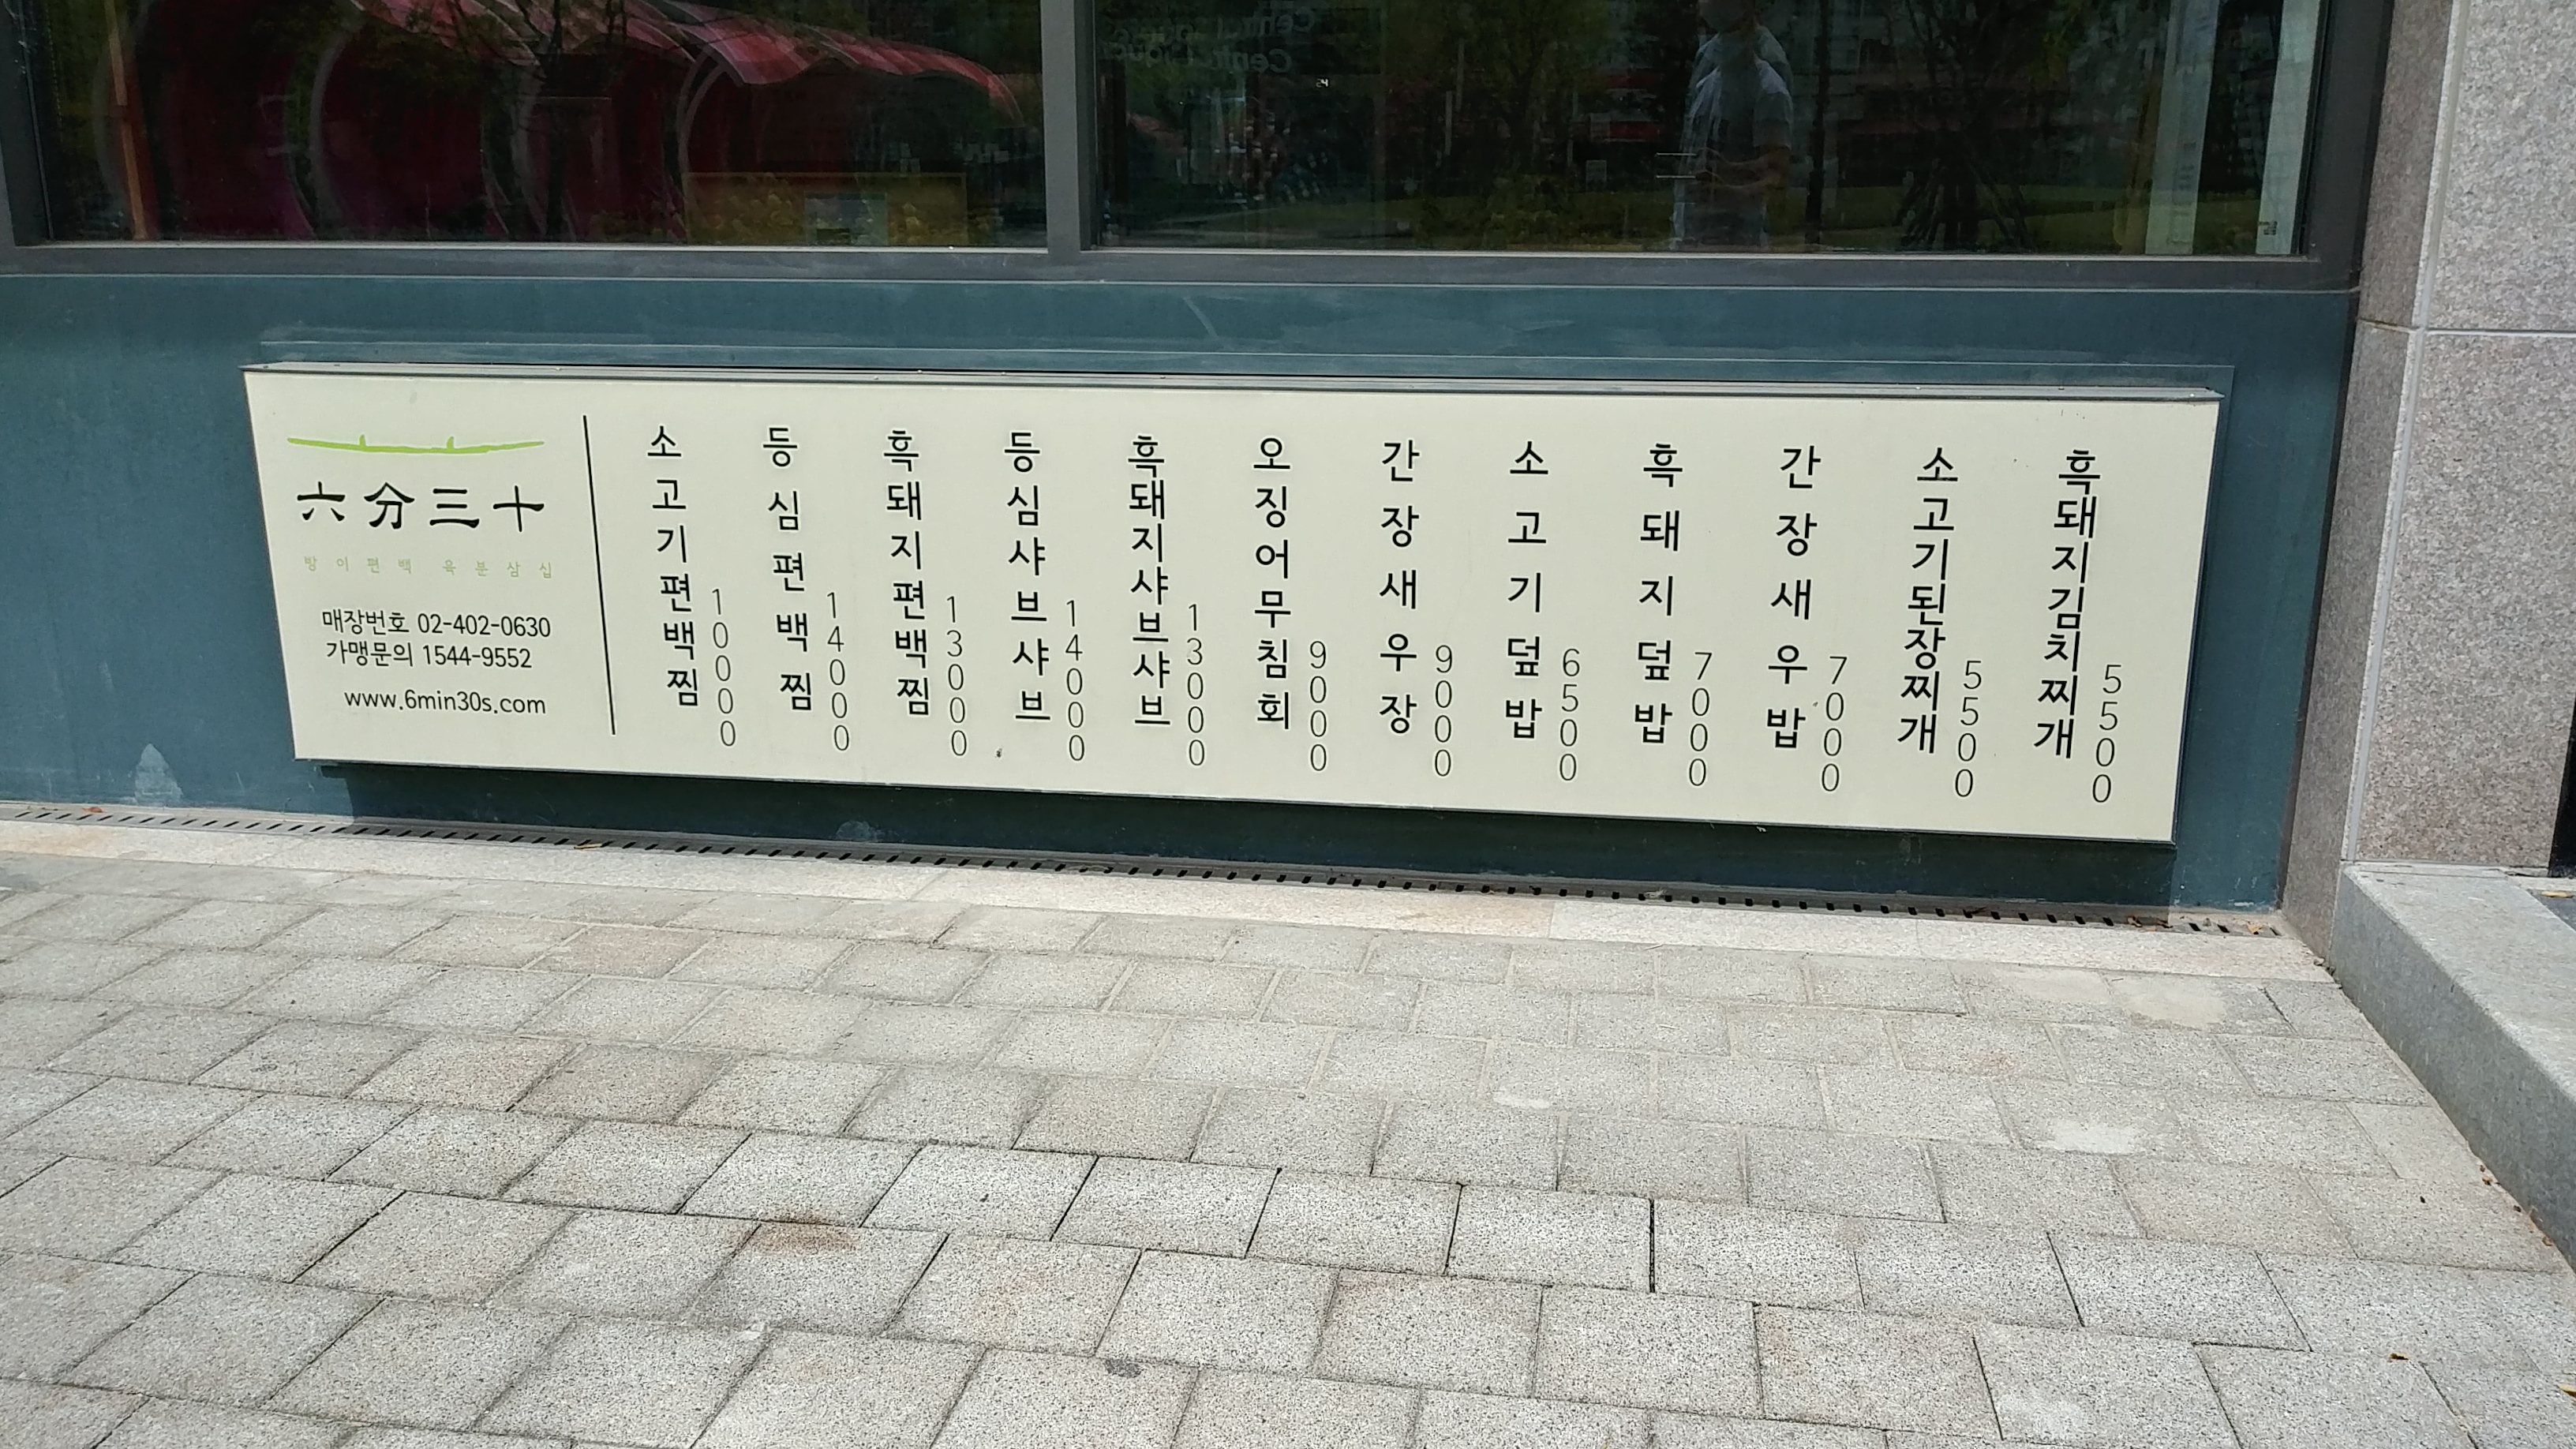 六分三十
방이편백 육분삼십
매장번호 02-402-0630
가맹문의 1544-9552
www.6min30s.com
소고기편백찜 10000
등심편백찜 14000
흑돼지편백찜 13000
등심샤브샤브 14000
흑돼지샤브샤브 13000
오징어무침회 9000
간장새우장 9000
소고기덮밥 6500
흑돼지덮밥 7000
간장새우밥 7000
소고기된장찌개 5500
흑돼지김치찌개 5500